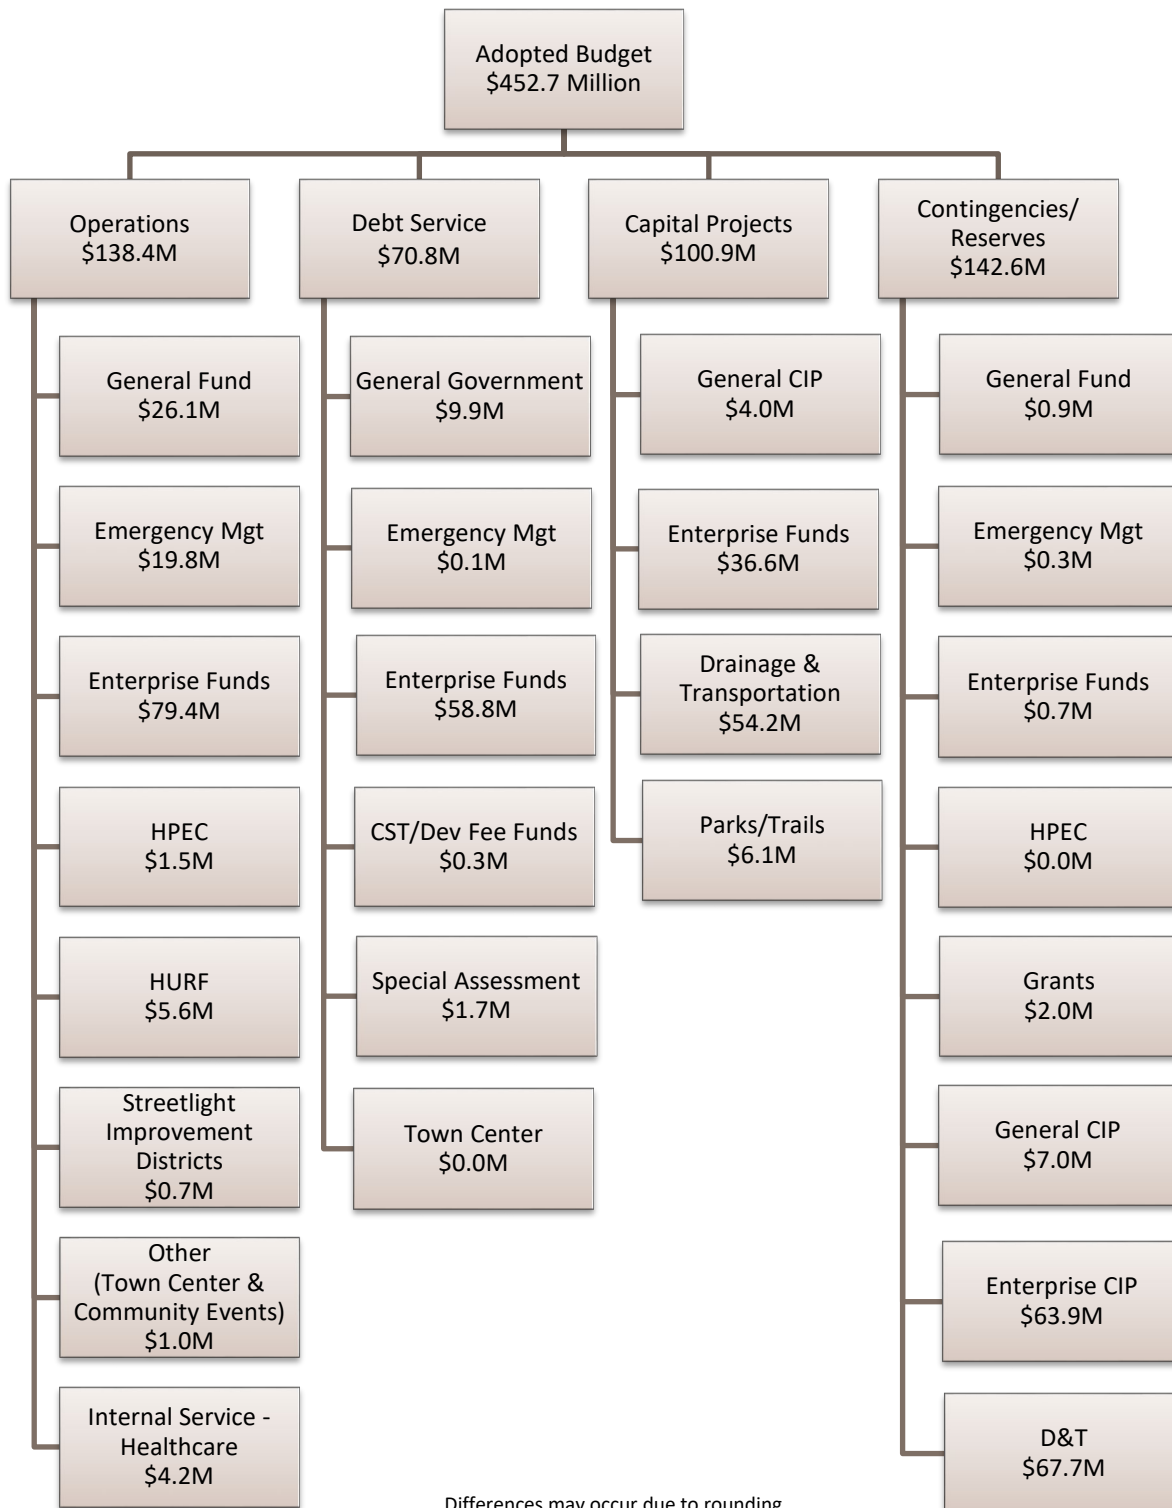 Adopted Budget
$452.7 Million
Operations
$138.4M
General Fund
$26.1M
Emergency Mgt
$19.8M
Enterprise Funds
$79.4M
HPEC
$1.5M
HURF
$5.6M
Streetlight
Improvement
Districts
$0.7M
Other
(Town Center &
Community Events)
$1.0M
Internal Service -
Healthcare
$4.2M
Debt Service
$70.8M
General Government
$9.9M
Emergency Mgt
$0.1M
Enterprise Funds
$58.8M
CST/Dev Fee Funds
$0.3M
Special Assessment
$1.7M
Town Center
$0.0M
Capital Projects
$100.9M
General CIP
$4.0M
Enterprise Funds
$36.6M
Drainage &
Transportation
$54.2M
Parks/Trails
$6.1M
Contingencies/
Reserves
$142.6M
General Fund
$0.9M
Emergency Mgt
$0.3M
Enterprise Funds
$0.7M
HPEC
$0.0M
Grants
$2.0M
General CIP
$7.0M
Enterprise CIP
$63.9M
D&T
$67.7M
Differences may occur due to rounding